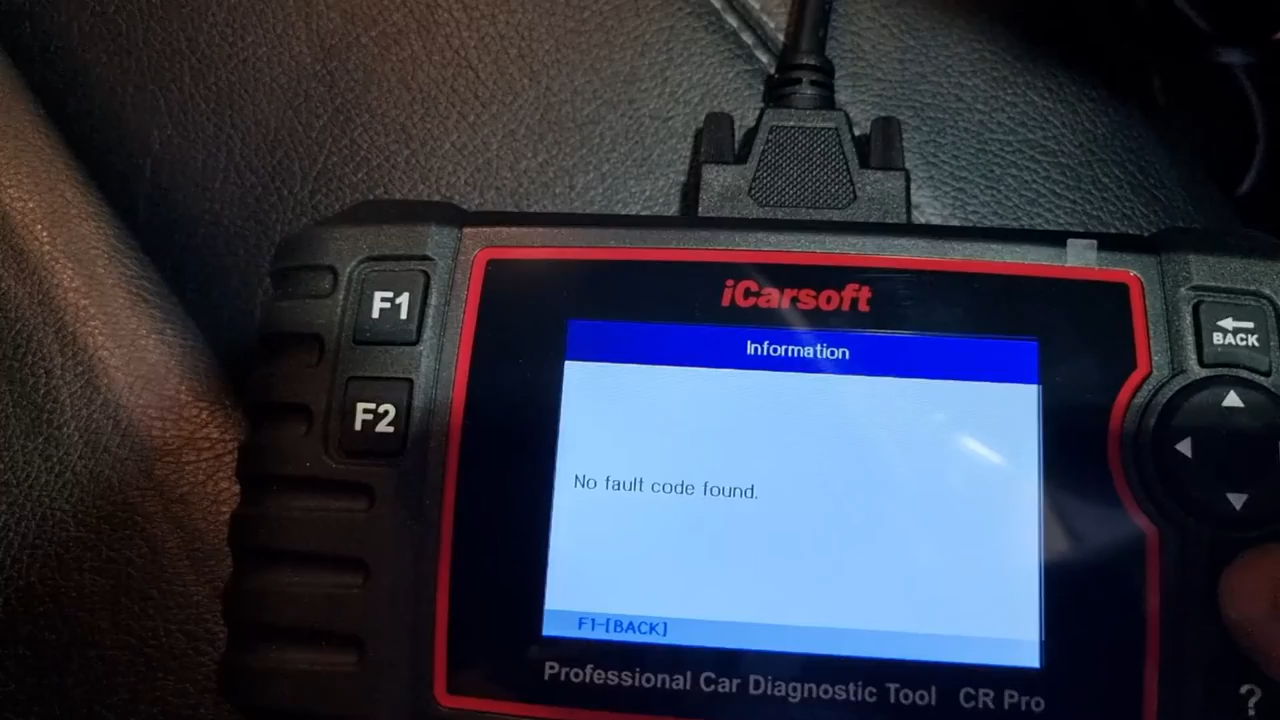 iCarsoft
F1
BACK
Information
F2
No fault code found.
F1-[BACK]
Professional Car Diagnostic Tool CR Pro
?